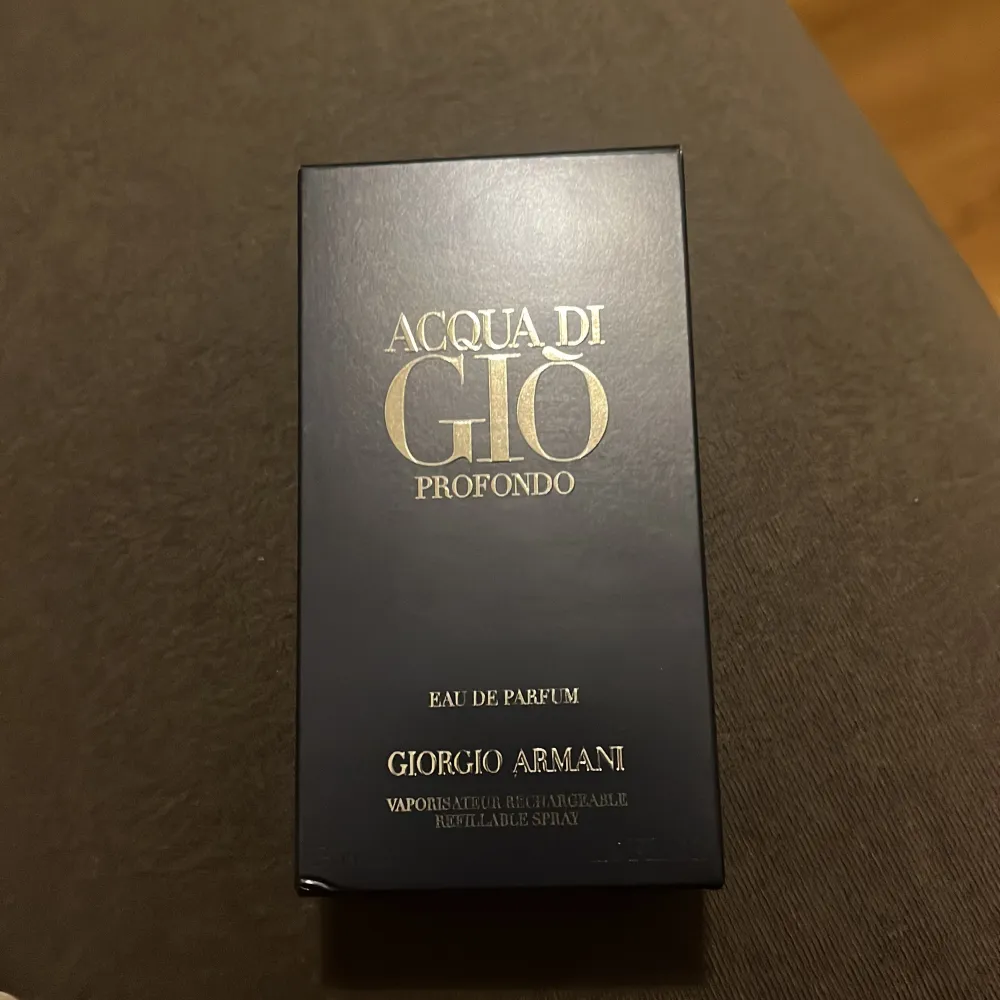 ACQUA DI
GIÒ
PROFONDO
EAU DE PARFUM
GIORGIO ARMANI
VAPORISATEUR RECHARGEABLE
REFILLABLE SPRAY